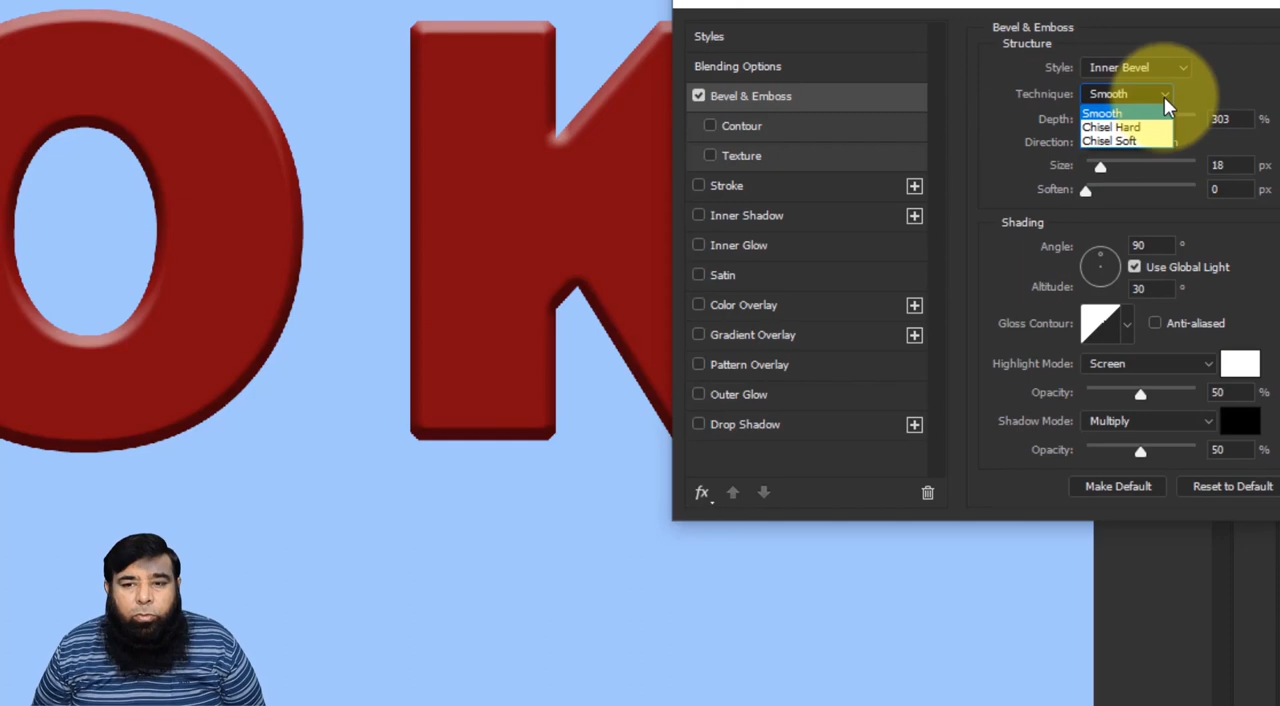 OK
Styles
Blending Options
Bevel & Emboss
Contour
Texture
Stroke
Inner Shadow
Inner Glow
Satin
Color Overlay
Gradient Overlay
Pattern Overlay
Outer Glow
Drop Shadow
fx
Bevel & Emboss
Structure
Style: Inner Bevel
Technique: Smooth
Smooth
Chisel Hard
Chisel Soft
Depth: 303 %
Direction:
Size: 18 px
Soften: 0 px
Shading
Angle: 90 °
Use Global Light
Altitude: 30 °
Gloss Contour: Anti-aliased
Highlight Mode: Screen
Opacity: 50 %
Shadow Mode: Multiply
Opacity: 50 %
Make Default Reset to Default